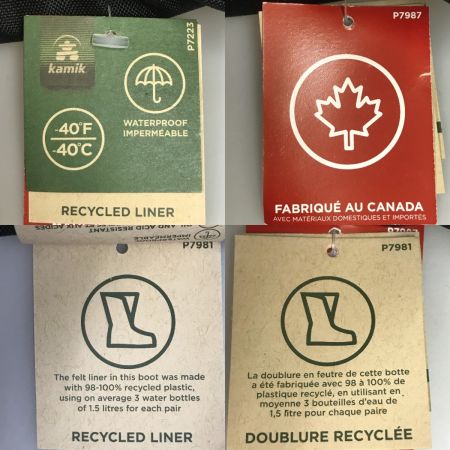 kamik
P7223
-40°F
-40°C
WATERPROOF
IMPERMÉABLE
RECYCLED LINER
P7987
FABRIQUÉ AU CANADA
AVEC MATÉRIAUX DOMESTIQUES ET IMPORTÉS
P7981
The felt liner in this boot was made
with 98-100% recycled plastic,
using on average 3 water bottles
of 1.5 litres for each pair
RECYCLED LINER
P7981
La doublure en feutre de cette botte
a été fabriquée avec 98 à 100% de
plastique recyclé, en utilisant en
moyenne 3 bouteilles d'eau de
1,5 litre pour chaque paire
DOUBLURE RECYCLÉE